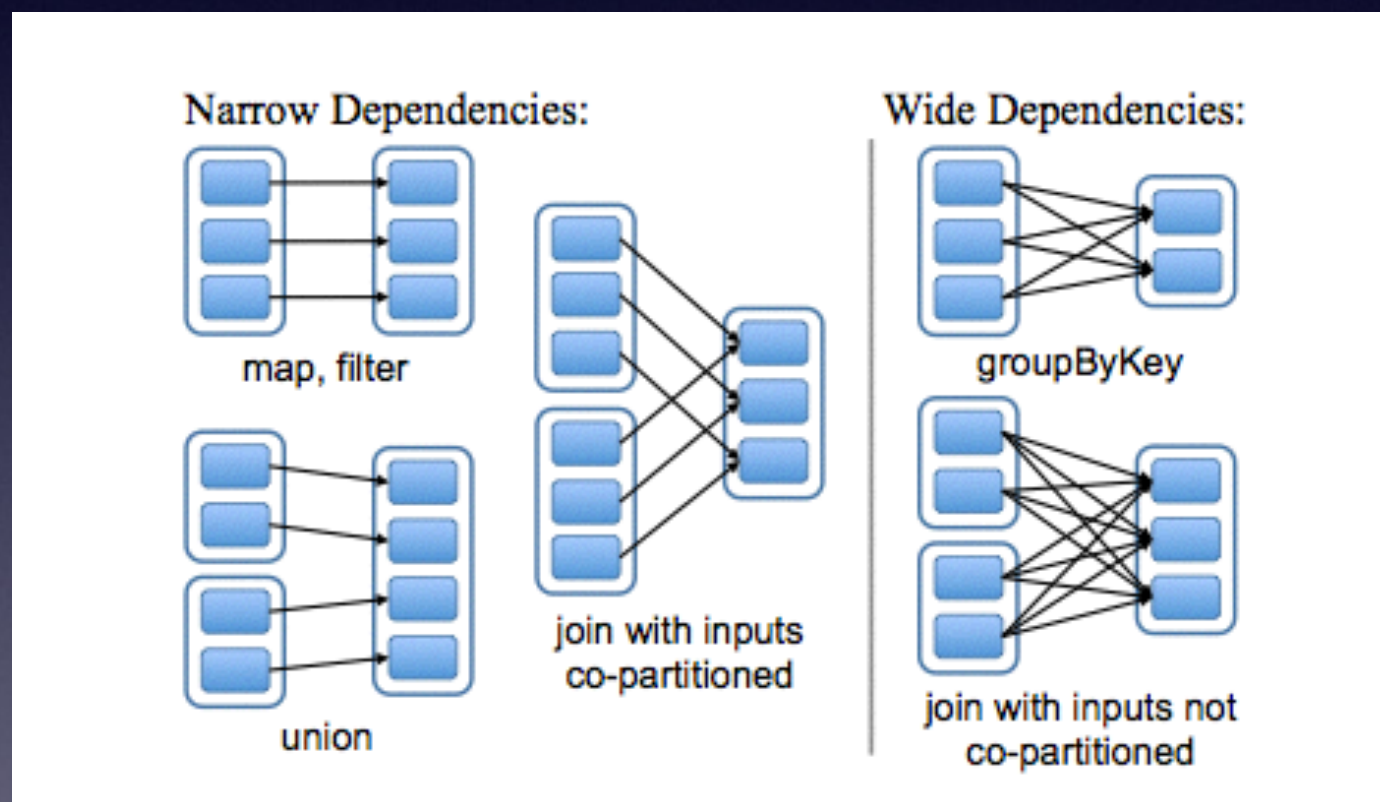 Narrow Dependencies:
map, filter
union
join with inputs
co-partitioned
Wide Dependencies:
groupByKey
join with inputs not
co-partitioned